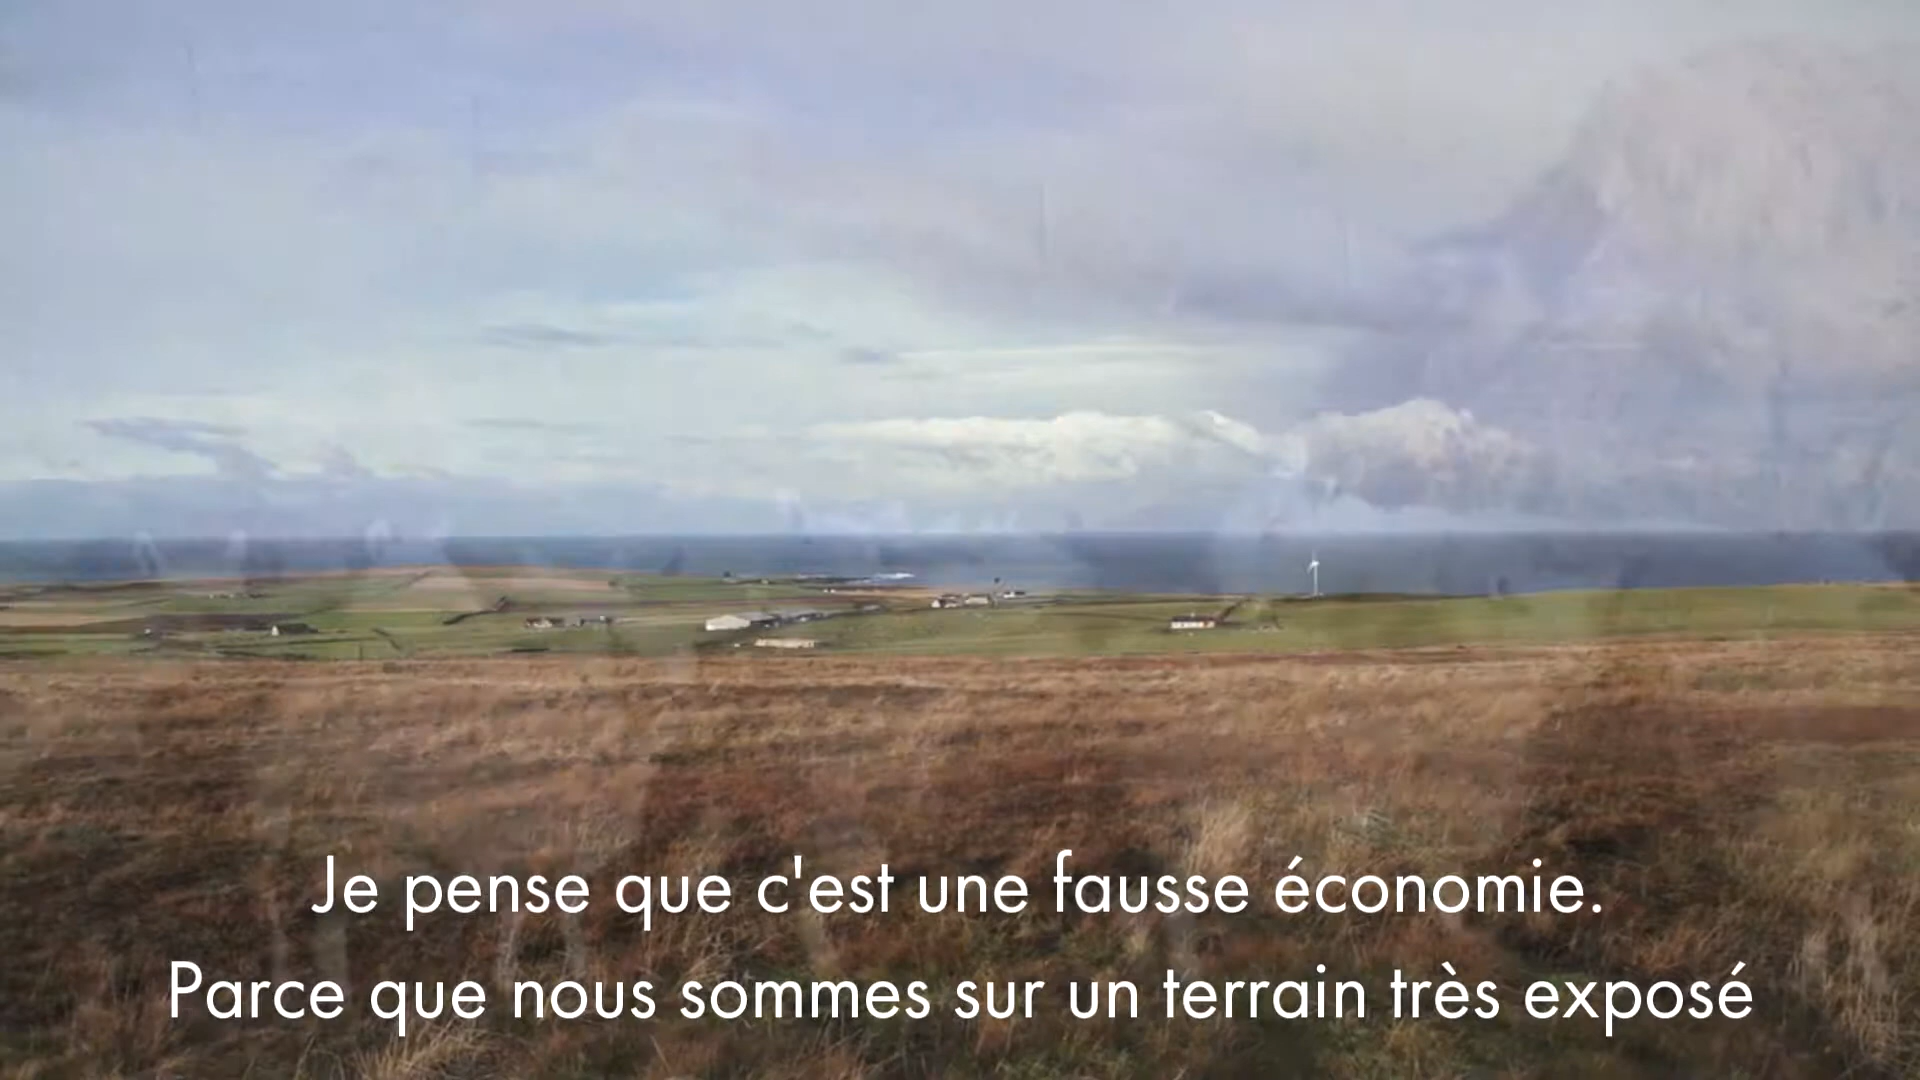 Je pense que c'est une fausse économie.
Parce que nous sommes sur un terrain très exposé